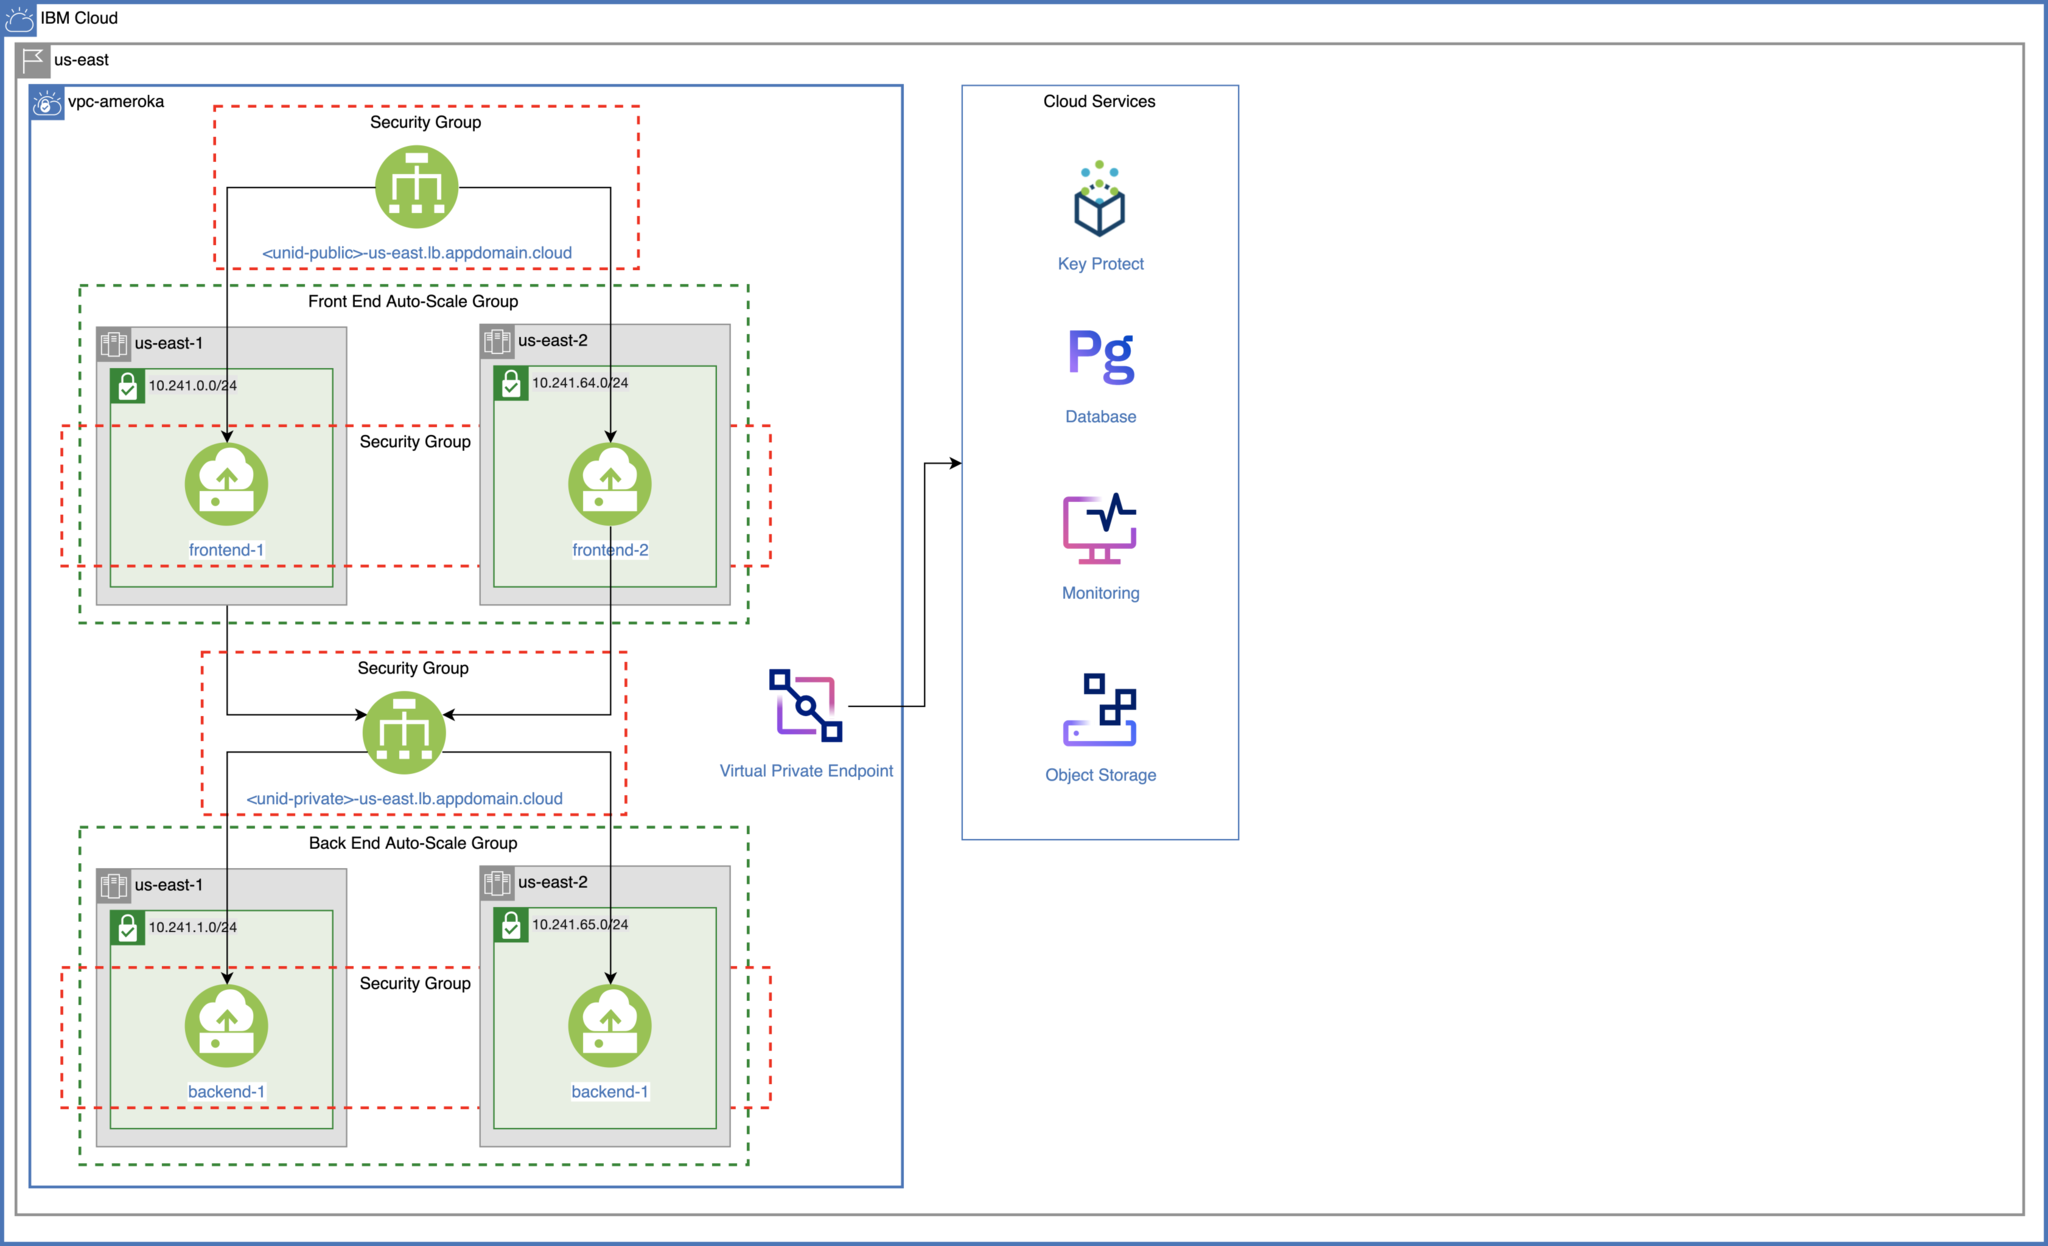 IBM Cloud
us-east
vpc-ameroka
Security Group
<unid-public>-us-east.lb.appdomain.cloud
Front End Auto-Scale Group
us-east-1
10.241.0.0/24
us-east-2
10.241.64.0/24
Security Group
frontend-1
frontend-2
Security Group
<unid-private>-us-east.lb.appdomain.cloud
Back End Auto-Scale Group
us-east-1
10.241.1.0/24
us-east-2
10.241.65.0/24
Security Group
backend-1
backend-1
Virtual Private Endpoint
Cloud Services
Key Protect
Pg
Database
Monitoring
Object Storage